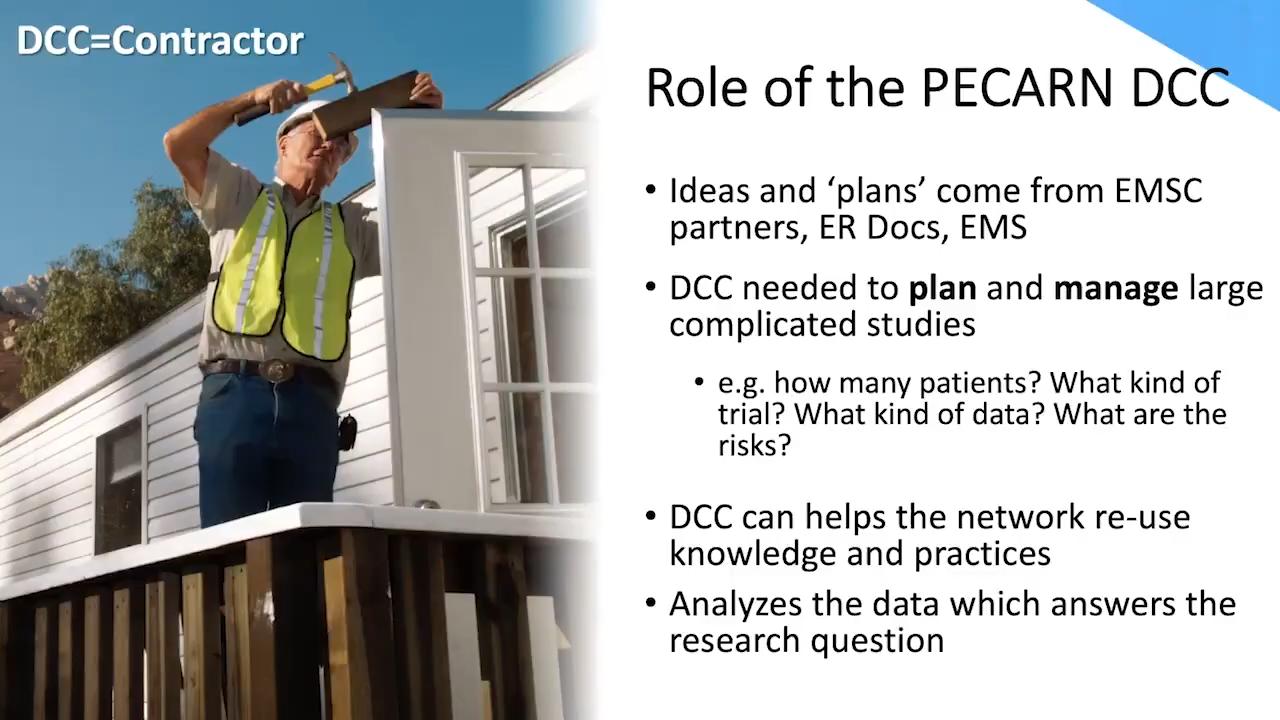 DCC=Contractor
Role of the PECARN DCC
• Ideas and ‘plans’ come from EMSC
partners, ER Docs, EMS
• DCC needed to plan and manage large
complicated studies
• e.g. how many patients? What kind of
trial? What kind of data? What are the
risks?
• DCC can helps the network re-use
knowledge and practices
• Analyzes the data which answers the
research question